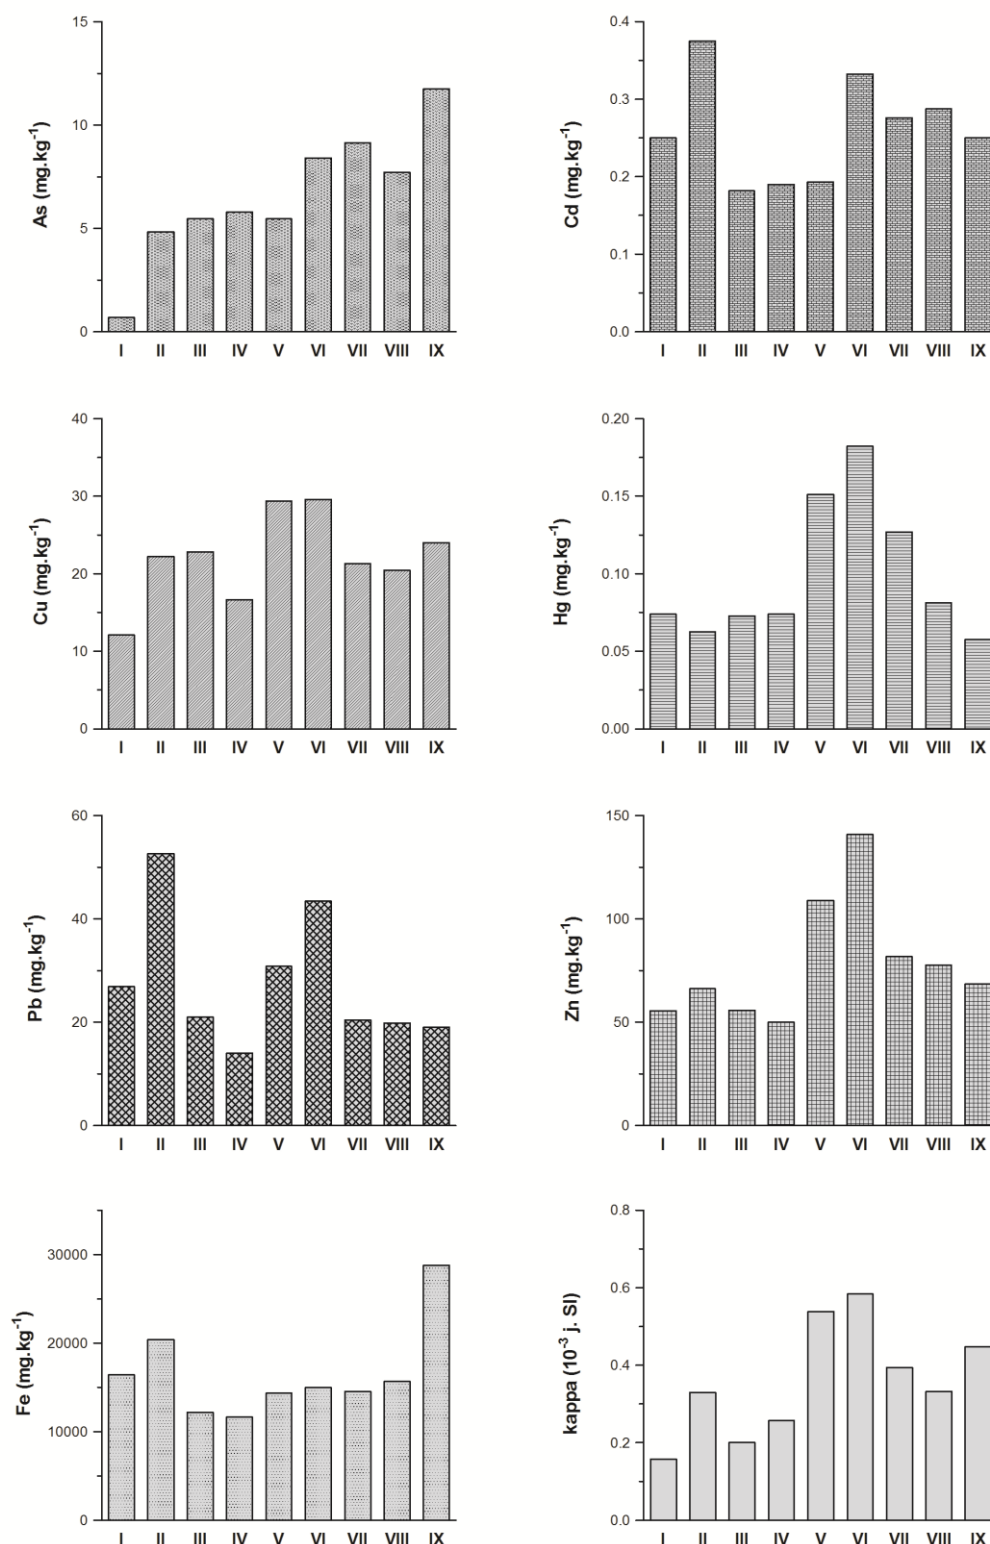 As (mg.kg⁻¹)
15
10
5
0
I II III IV V VI VII VIII IX
Cd (mg.kg⁻¹)
0.4
0.3
0.2
0.1
0.0
I II III IV V VI VII VIII IX
Cu (mg.kg⁻¹)
40
30
20
10
0
I II III IV V VI VII VIII IX
Hg (mg.kg⁻¹)
0.20
0.15
0.10
0.05
0.00
I II III IV V VI VII VIII IX
Pb (mg.kg⁻¹)
60
40
20
0
I II III IV V VI VII VIII IX
Zn (mg.kg⁻¹)
150
100
50
0
I II III IV V VI VII VIII IX
Fe (mg.kg⁻¹)
30000
20000
10000
0
I II III IV V VI VII VIII IX
kappa (10⁻³ j. SI)
0.8
0.6
0.4
0.2
0.0
I II III IV V VI VII VIII IX